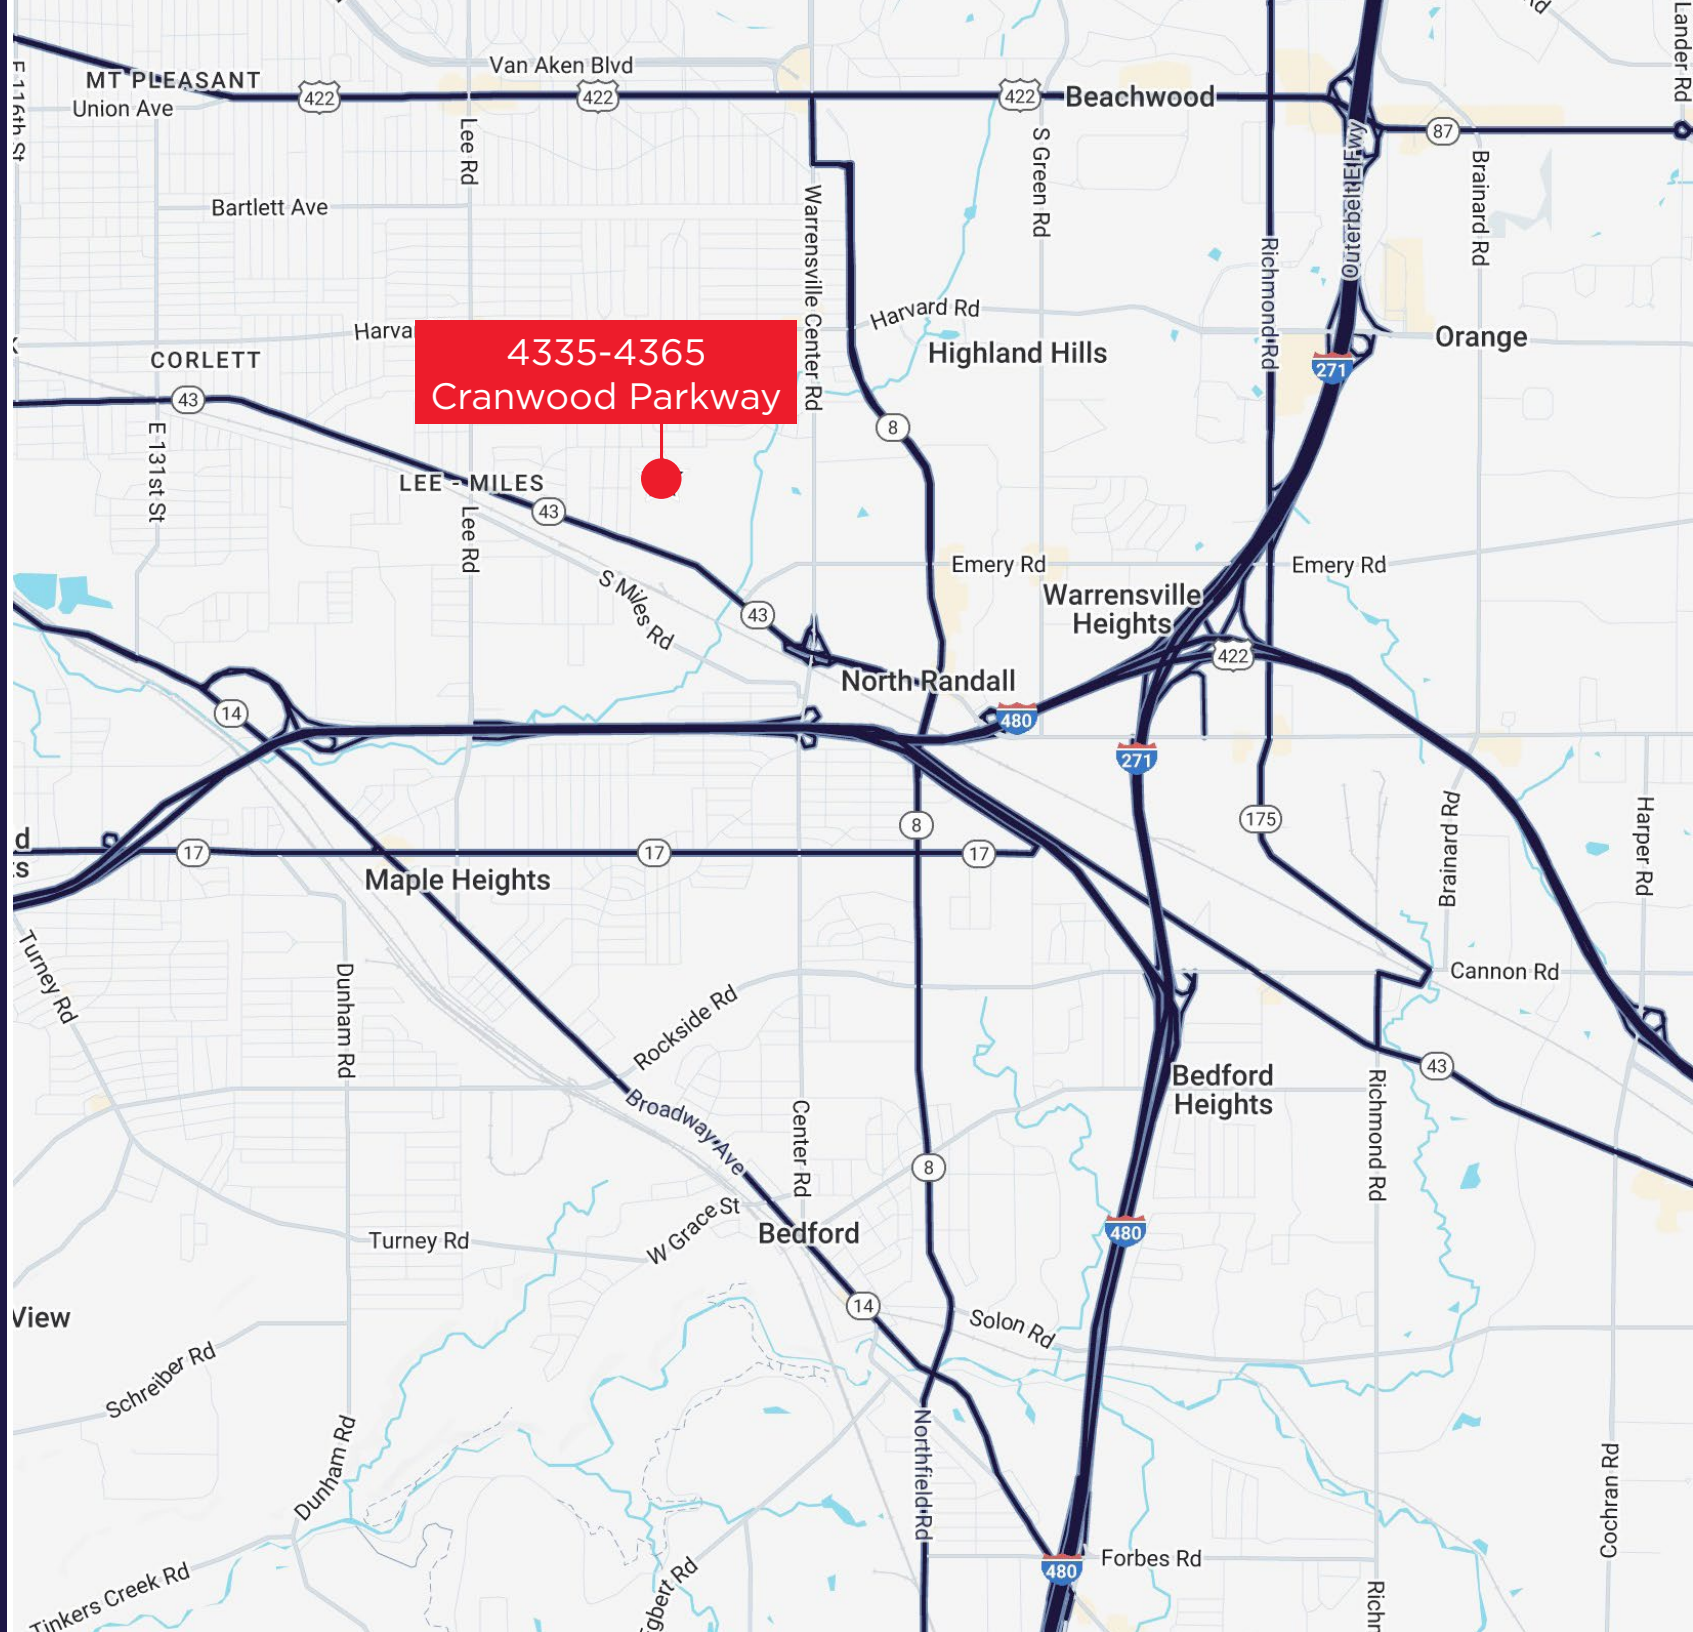 Van Aken Blvd
MT PLEASANT
Union Ave
422
422
422
Beachwood
87
E 116th St
Lee Rd
S Green Rd
Outerbelt E Fwy
Brainard Rd
Lander Rd
Bartlett Ave
Warrensville Center Rd
Richmond Rd
Harvard Rd
Orange
Highland Hills
CORLETT
4335-4365
Cranwood Parkway
271
43
8
E 131st St
LEE - MILES
43
Lee Rd
Emery Rd
Emery Rd
S Miles Rd
Warrensville
Heights
43
422
North Randall
480
14
271
8
175
Brainard Rd
Harper Rd
17
17
17
Maple Heights
Turney Rd
Dunham Rd
Cannon Rd
Rockside Rd
43
Bedford
Heights
Broadway Ave
Center Rd
Richmond Rd
8
W Grace St
Bedford
Turney Rd
480
14
Solon Rd
View
Schreiber Rd
Dunham Rd
Northfield Rd
Cochran Rd
Forbes Rd
480
Tinkers Creek Rd